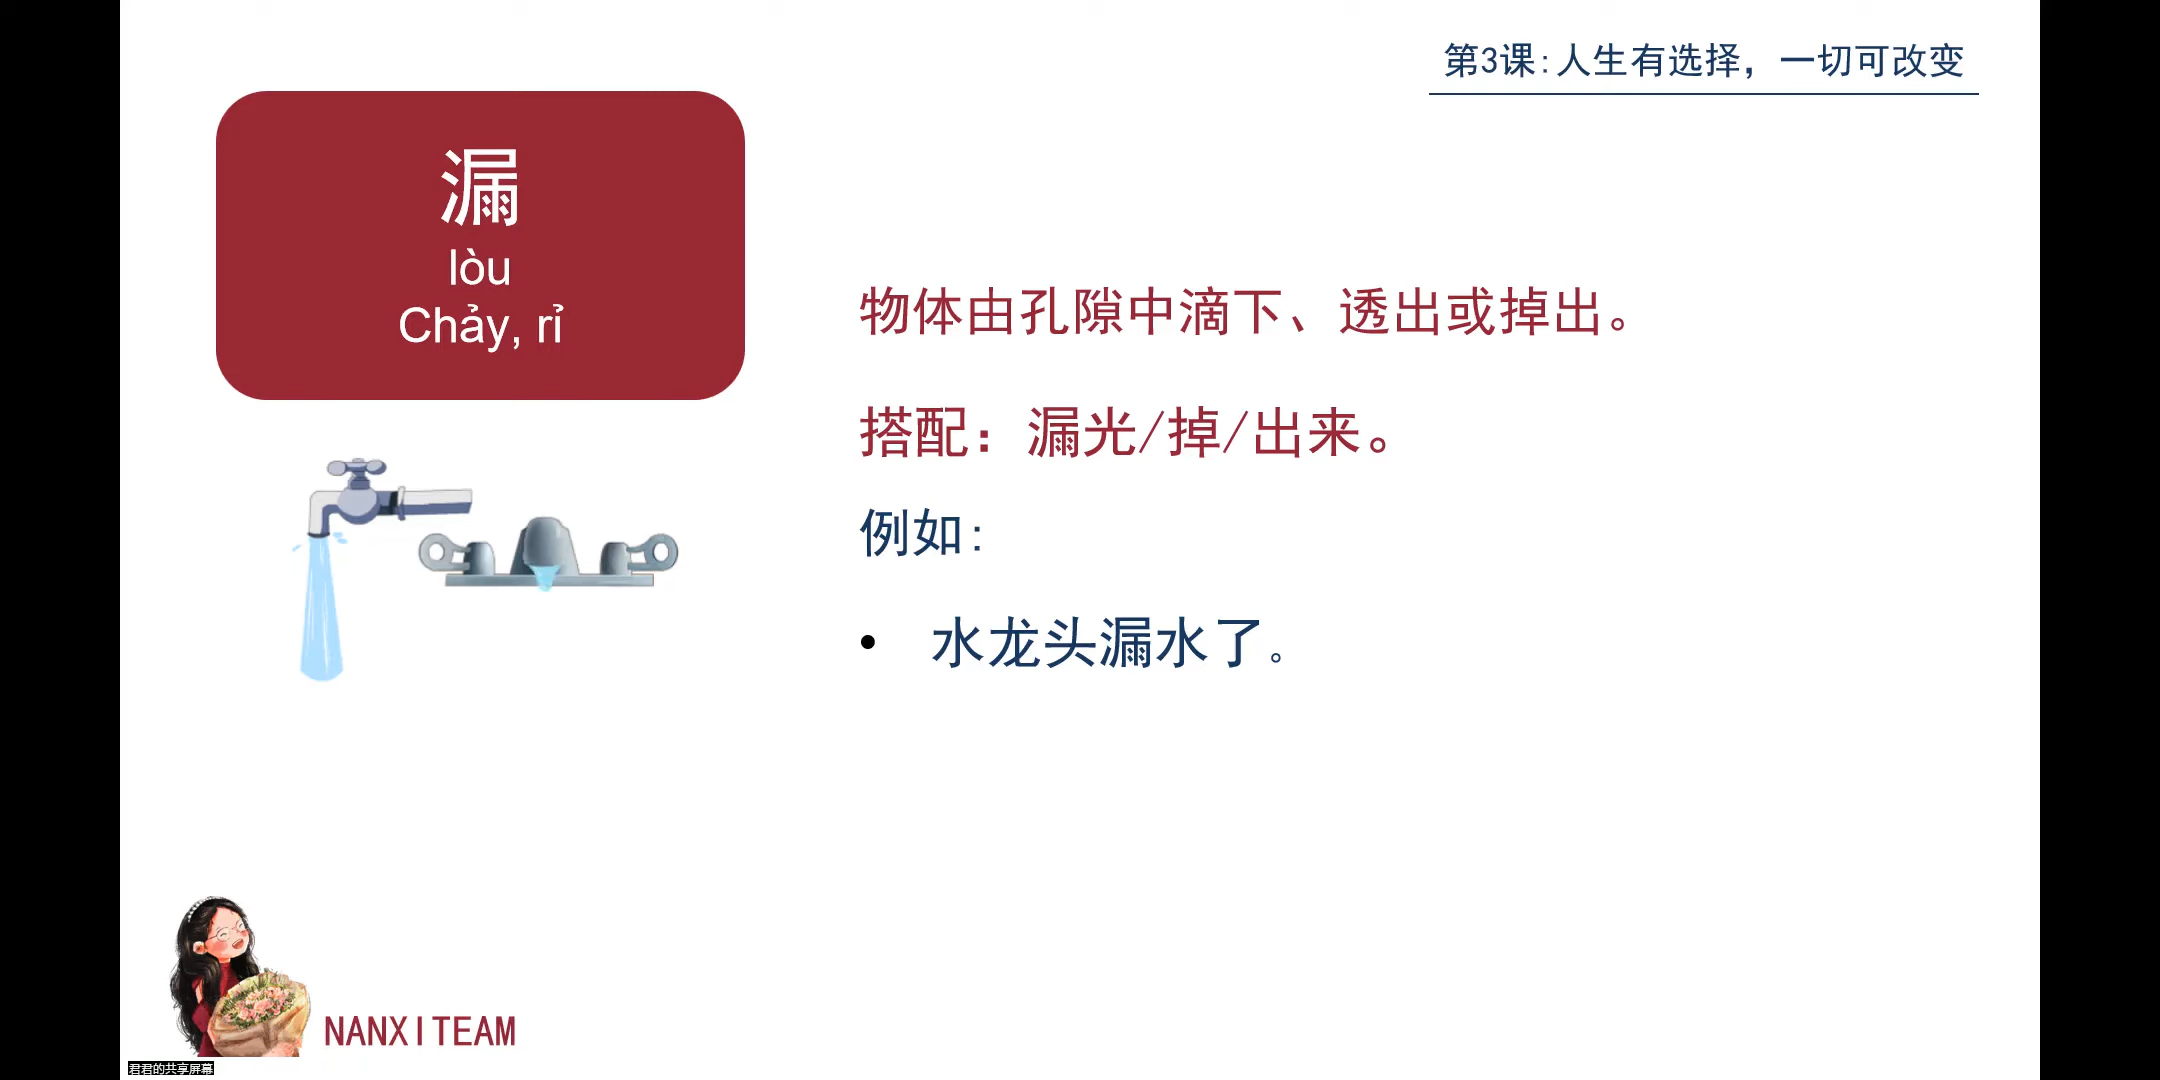 第3课:人生有选择，一切可改变
漏
lòu
Chảy, rỉ
物体由孔隙中滴下、透出或掉出。
搭配：漏光/掉/出来。
例如:
• 水龙头漏水了。
NANXITEAM
君君的共享屏幕